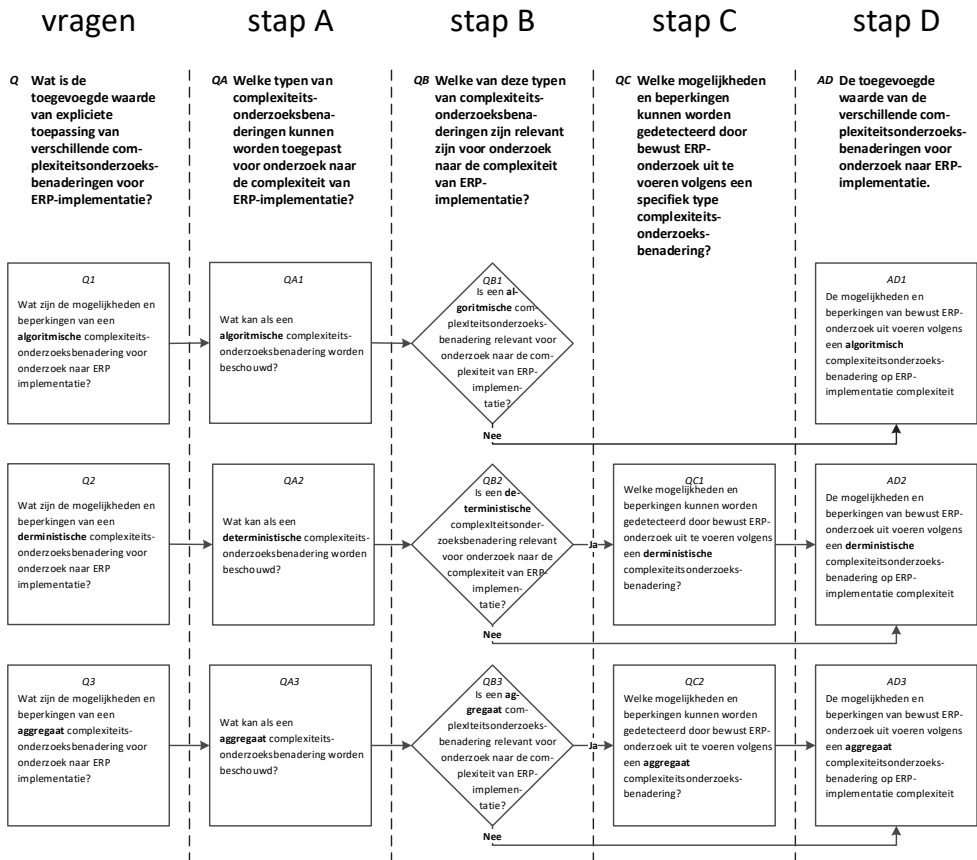 vragen
stap A
stap B
stap C
stap D
Q Wat is de
toegevoegde waarde
van expliciete
toepassing van
verschillende com-
plexiteitsonderzoeks-
benaderingen voor
ERP-implementatie?
QA Welke typen van
complexiteits-
onderzoeksbena-
deringen kunnen
worden toegepast
voor onderzoek naar
de complexiteit van
ERP-implementatie?
QB Welke van deze typen
van complexiteits-
onderzoeksbena-
deringen zijn relevant
zijn voor onderzoek
naar de complexiteit
van ERP-
implementatie?
QC Welke mogelijkheden
en beperkingen
kunnen worden
gedetecteerd door
bewust ERP-
onderzoek uit te
voeren volgens een
specifiek type
complexiteits-
onderzoeks-
benadering?
AD De toegevoegde
waarde van de
verschillende com-
plexiteitsonderzoeks-
benaderingen voor
onderzoek naar ERP-
implementatie.
Q1
Wat zijn de mogelijkheden en
beperkingen van een
algoritmische complexiteits-
onderzoeksbenadering voor
onderzoek naar ERP
implementatie?
QA1
Wat kan als een
algoritmische complexiteits-
onderzoeksbenadering worden
beschouwd?
QB1
Is een al-
goritmische com-
plexIteitsonderzoeks-
benadering relevant voor
onderzoek naar de com-
plexiteit van ERP-
implemen-
tatie?
Nee
AD1
De mogelijkheden en
beperkingen van bewust ERP-
onderzoek uit voeren volgens
een algoritmisch
complexiteitsonderzoeks-
benadering op ERP-
implementatie complexiteit
Q2
Wat zijn de mogelijkheden en
beperkingen van een
derministische complexiteits-
onderzoeksbenadering voor
onderzoek naar ERP
implementatie?
QA2
Wat kan als een
deterministische complexiteits-
onderzoeksbenadering worden
beschouwd?
QB2
Is een de-
terministische
complexIteitsonder-
zoeksbenadering relevant
voor onderzoek naar de
complexiteit van ERP-
implemen-
tatie?
Ja
Nee
QC1
Welke mogelijkheden en
beperkingen kunnen worden
gedetecteerd door bewust ERP-
onderzoek uit te voeren volgens
een derministische
complexiteitsonderzoeks-
benadering?
AD2
De mogelijkheden en
beperkingen van bewust ERP-
onderzoek uit voeren volgens
een derministische
complexiteitsonderzoeks-
benadering op ERP-
implementatie complexiteit
Q3
Wat zijn de mogelijkheden en
beperkingen van een
aggregaat complexiteits-
onderzoeksbenadering voor
onderzoek naar ERP
implementatie?
QA3
Wat kan als een
aggregaat complexiteits-
onderzoeksbenadering worden
beschouwd?
QB3
Is een ag-
gregaat com-
plexIteitsonderzoeks-
benadering relevant voor
onderzoek naar de com-
plexiteit van ERP-
implemen-
tatie?
Ja
Nee
QC2
Welke mogelijkheden en
beperkingen kunnen worden
gedetecteerd door bewust ERP-
onderzoek uit te voeren volgens
een aggregaat
complexiteitsonderzoeks-
benadering?
AD3
De mogelijkheden en
beperkingen van bewust ERP-
onderzoek uit voeren volgens
een aggregaat
complexiteitsonderzoeks-
benadering op ERP-
implementatie complexiteit